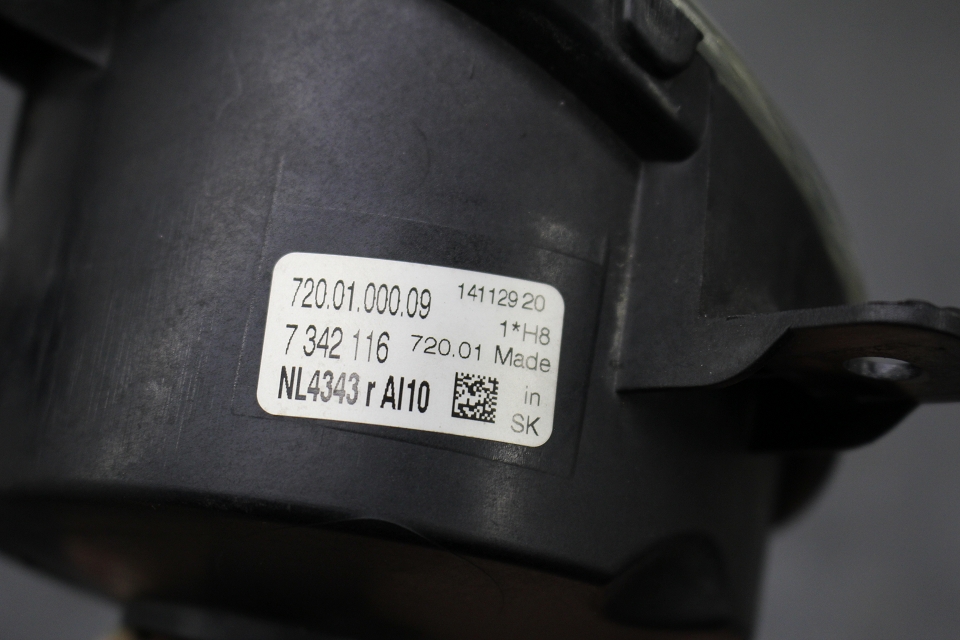 720.01.000.09 14112920
1*H8
7 342 116 720.01 Made
NL4343 r AI10 in
SK